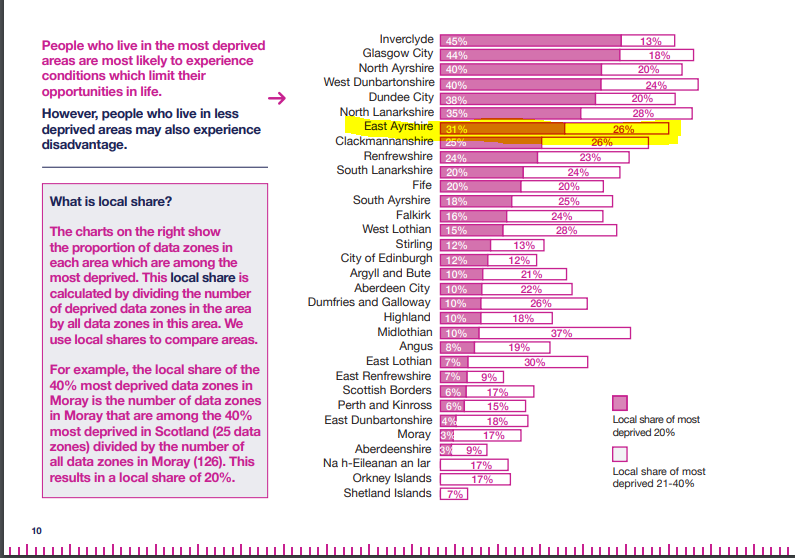 People who live in the most deprived
areas are most likely to experience
conditions which limit their
opportunities in life.
However, people who live in less
deprived areas may also experience
disadvantage.
What is local share?
The charts on the right show
the proportion of data zones in
each area which are among the
most deprived. This local share is
calculated by dividing the number
of deprived data zones in the area
by all data zones in this area. We
use local shares to compare areas.
For example, the local share of the
40% most deprived data zones in
Moray is the number of data zones
in Moray that are among the 40%
most deprived in Scotland (25 data
zones) divided by the number of
all data zones in Moray (126). This
results in a local share of 20%.
Inverclyde 45% 13%
Glasgow City 44% 18%
North Ayrshire 40% 20%
West Dunbartonshire 40% 24%
Dundee City 38% 20%
North Lanarkshire 35% 28%
East Ayrshire 31% 26%
Clackmannanshire 25% 26%
Renfrewshire 24% 23%
South Lanarkshire 20% 24%
Fife 20% 20%
South Ayrshire 18% 25%
Falkirk 16% 24%
West Lothian 15% 28%
Stirling 12% 13%
City of Edinburgh 12% 12%
Argyll and Bute 10% 21%
Aberdeen City 10% 22%
Dumfries and Galloway 10% 26%
Highland 10% 18%
Midlothian 10% 37%
Angus 8% 19%
East Lothian 7% 30%
East Renfrewshire 7% 9%
Scottish Borders 6% 17%
Perth and Kinross 6% 15%
East Dunbartonshire 4% 18%
Moray 3% 17%
Aberdeenshire 3% 9%
Na h-Eileanan an Iar 17%
Orkney Islands 17%
Shetland Islands 7%
Local share of most
deprived 20%
Local share of most
deprived 21-40%
10